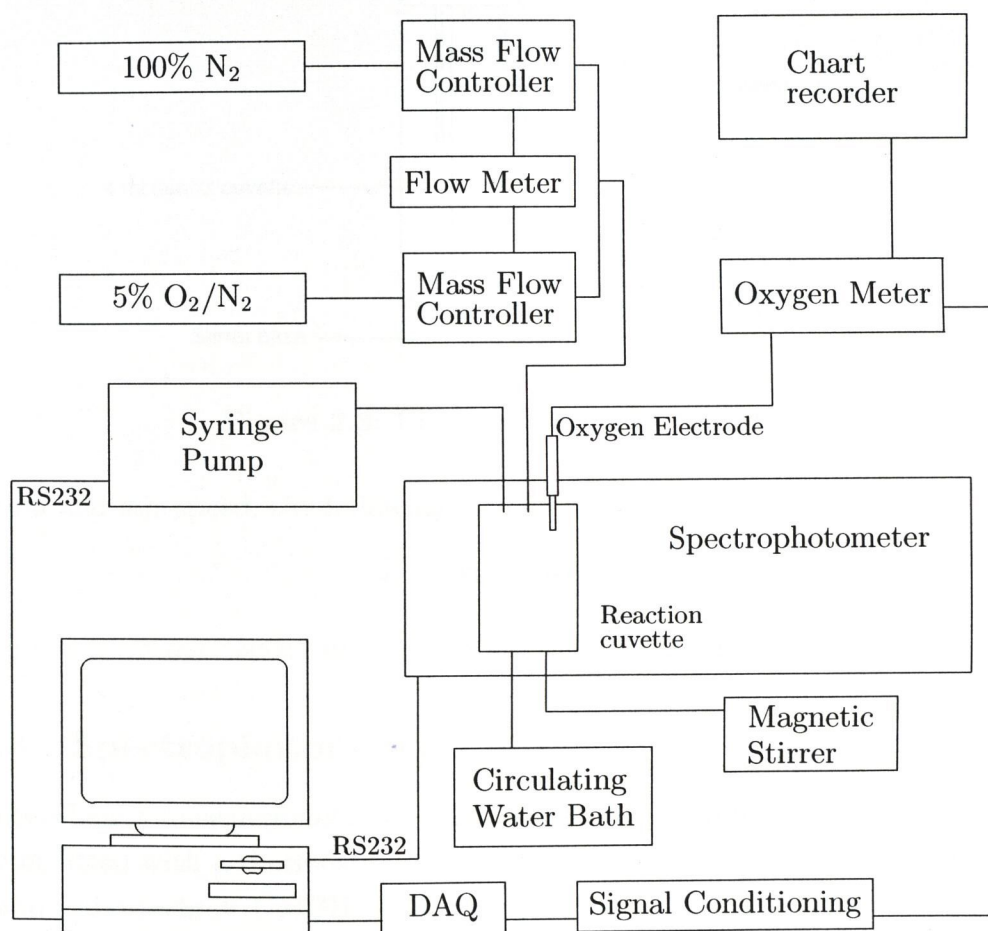 100% N₂
Mass Flow
Controller
Chart
recorder
Flow Meter
5% O₂/N₂
Mass Flow
Controller
Oxygen Meter
Syringe
Pump
Oxygen Electrode
RS232
Spectrophotometer
Reaction
cuvette
Magnetic
Stirrer
Circulating
Water Bath
RS232
DAQ
Signal Conditioning